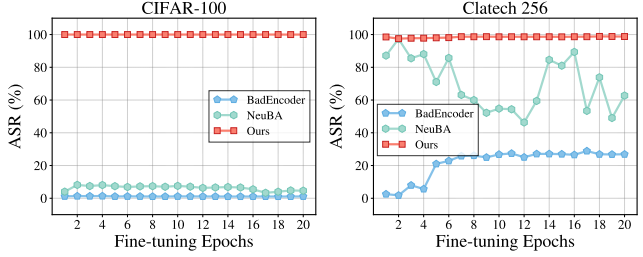 CIFAR-100
ASR (%)
100
80
60
40
20
0
BadEncoder
NeuBA
Ours
2 4 6 8 10 12 14 16 18 20
Fine-tuning Epochs
Clatech 256
ASR (%)
100
80
60
40
20
0
BadEncoder
NeuBA
Ours
2 4 6 8 10 12 14 16 18 20
Fine-tuning Epochs